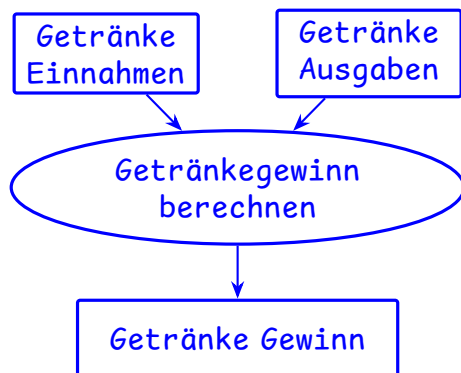 Getränke
Einnahmen
Getränke
Ausgaben
Getränkegewinn
berechnen
Getränke Gewinn